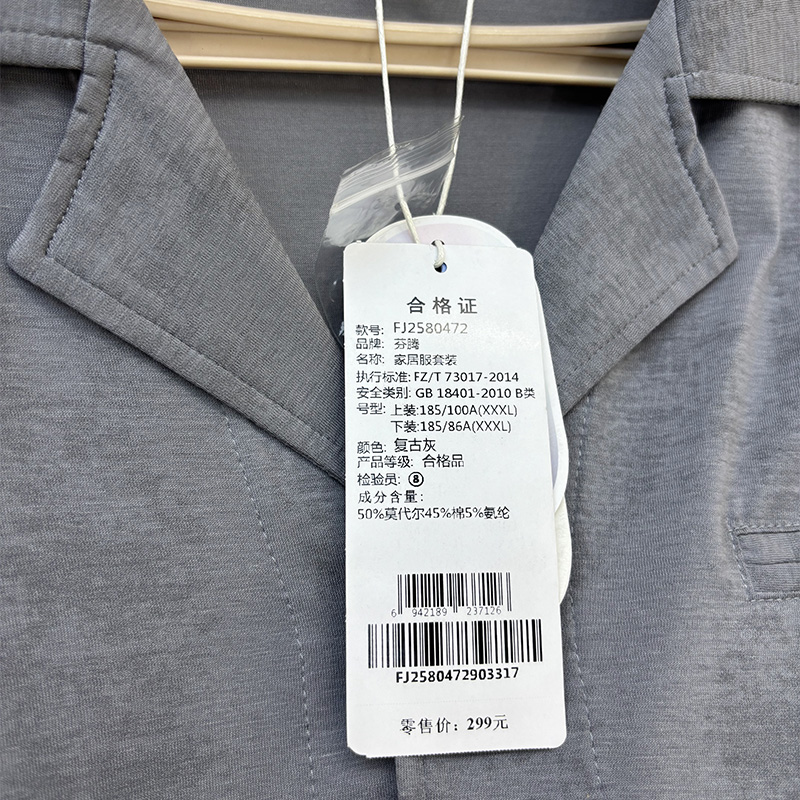 合格证
款号: FJ2580472
品牌: 芬腾
名称: 家居服套装
执行标准: FZ/T 73017-2014
安全类别: GB 18401-2010 B类
号型: 上装:185/100A(XXXL)
下装:185/86A(XXXL)
颜色: 复古灰
产品等级: 合格品
检验员: ⑧
成分含量:
50%莫代尔45%棉5%氨纶
6 942189 237126
FJ2580472903317
零售价: 299元